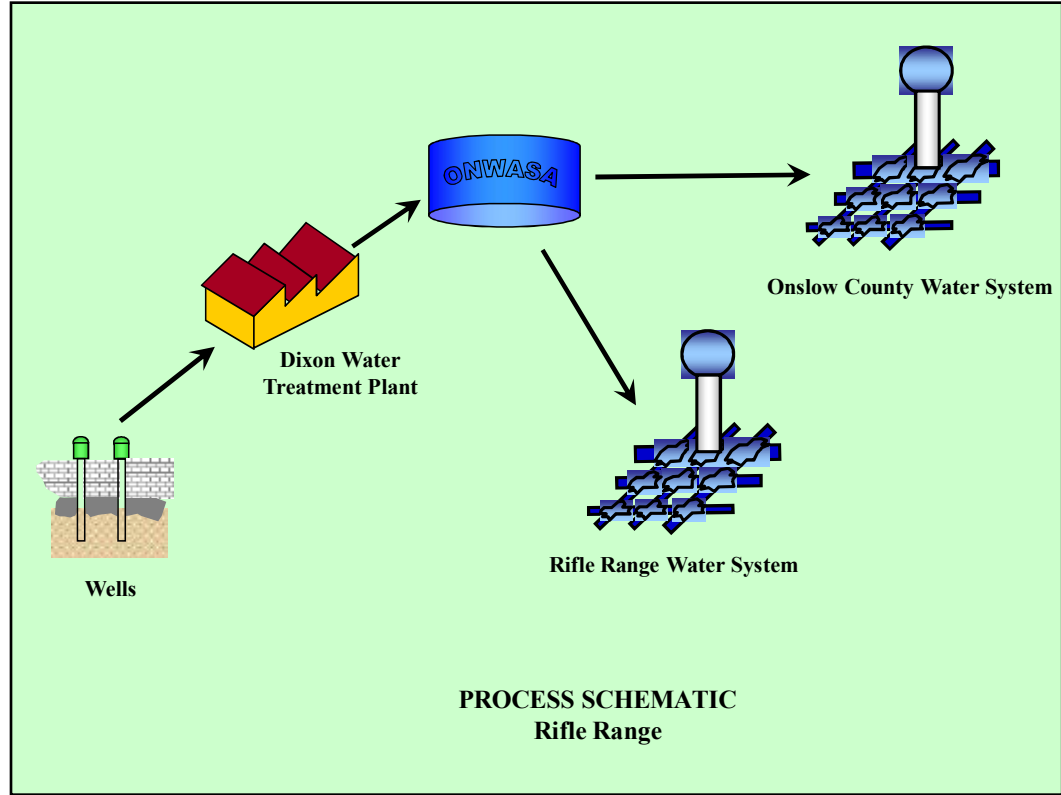 ONWASA
Onslow County Water System
Dixon Water
Treatment Plant
Rifle Range Water System
Wells
PROCESS SCHEMATIC
Rifle Range